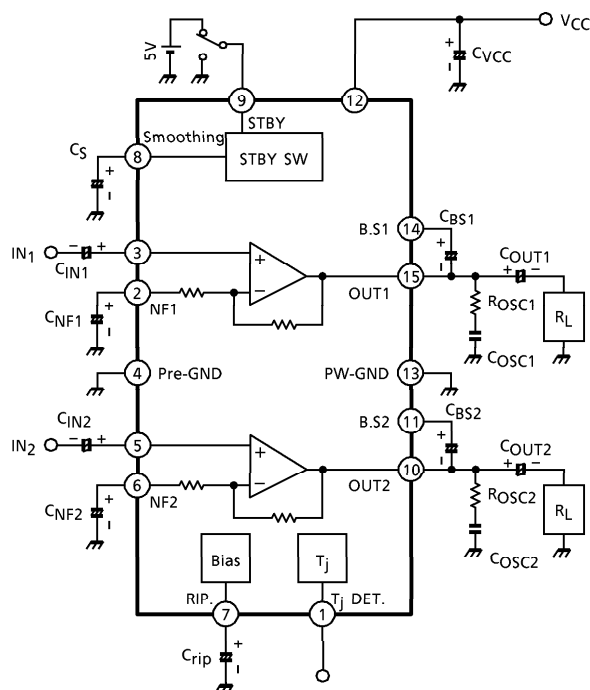 5V
VCC
CVCC
9
12
STBY
Smoothing
STBY SW
CS
8
+
I
+
I
B.S1
14
CBS1
+
I
IN1
− +
CIN1
3
+
−
OUT1
15
COUT1
+ −
2
NF1
CNF1
+
I
ROSC1
COSC1
RL
4
Pre-GND
PW-GND
13
B.S2
11
CBS2
+
I
CIN2
IN2
− +
5
+
−
OUT2
10
COUT2
+ −
6
NF2
CNF2
+
I
ROSC2
COSC2
RL
Bias
Tj
RIP.
Tj DET.
7
1
Crip
+
I